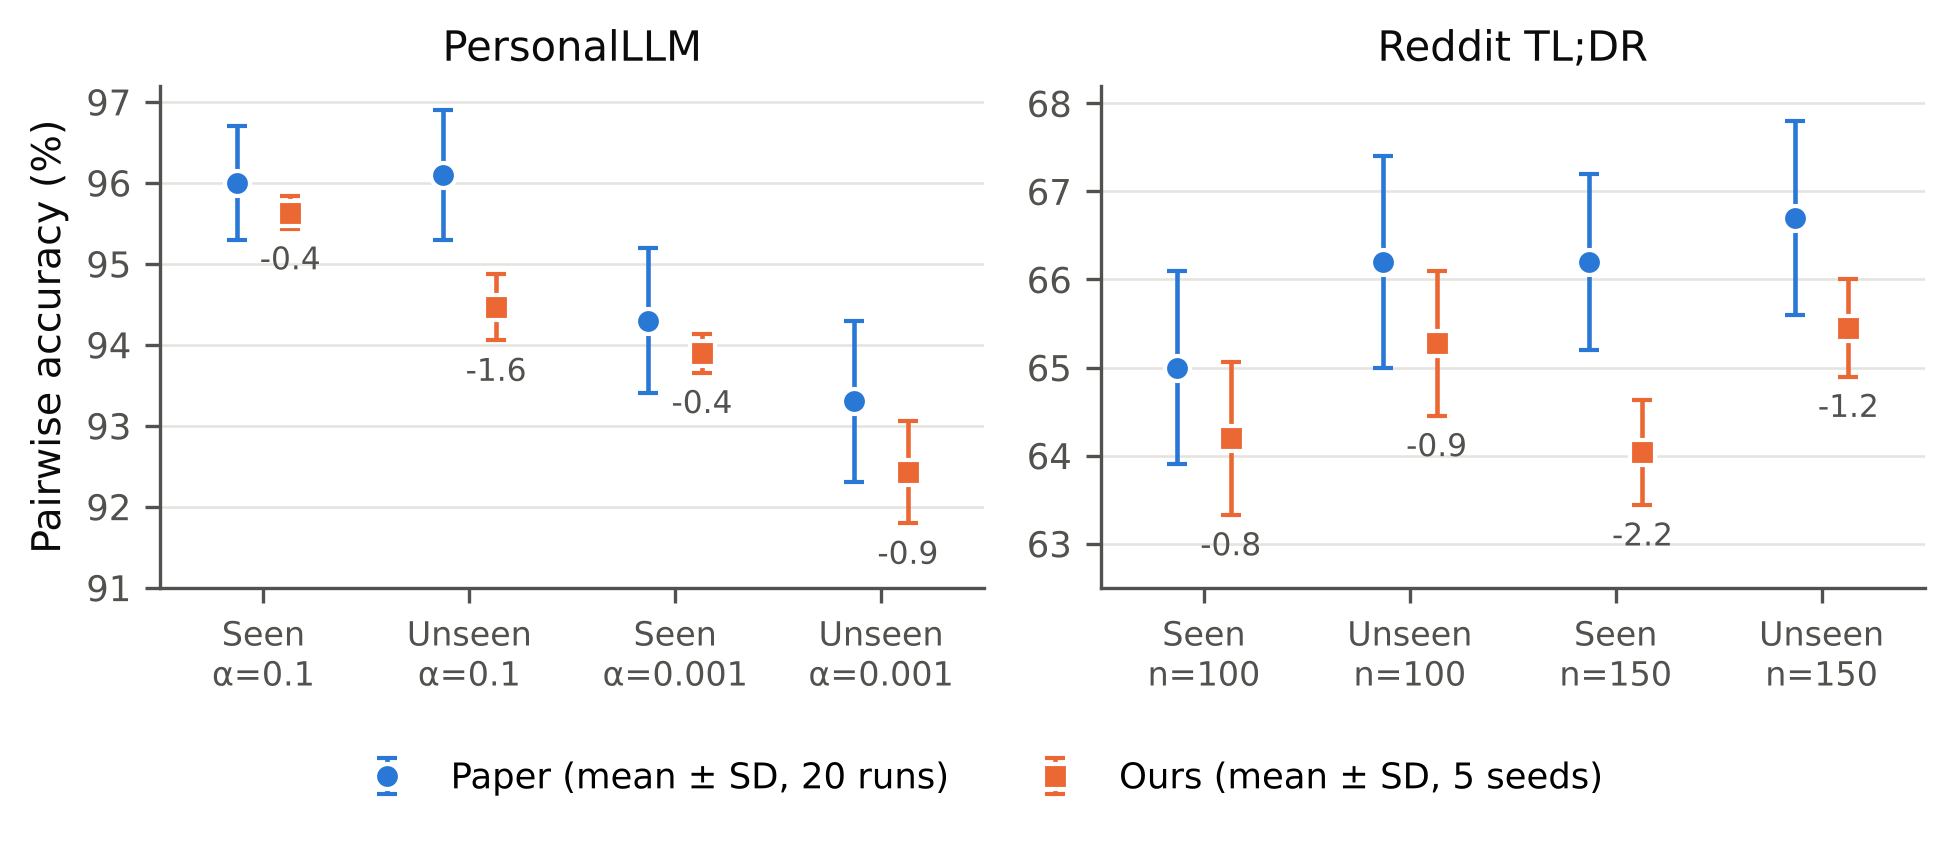 PersonalLLM
Pairwise accuracy (%)
97
96
95
94
93
92
91
-0.4
-1.6
-0.4
-0.9
Seen
α=0.1
Unseen
α=0.1
Seen
α=0.001
Unseen
α=0.001
Reddit TL;DR
68
67
66
65
64
63
-0.8
-0.9
-2.2
-1.2
Seen
n=100
Unseen
n=100
Seen
n=150
Unseen
n=150
Paper (mean ± SD, 20 runs)
Ours (mean ± SD, 5 seeds)